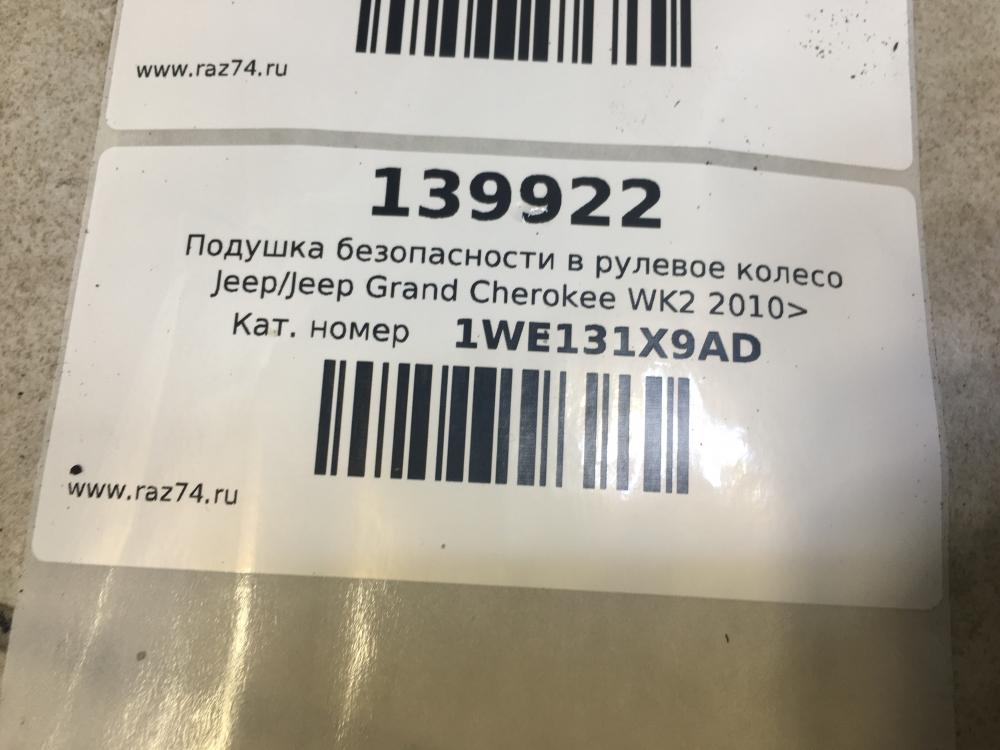 www.raz74.ru
139922
Подушка безопасности в рулевое колесо
Jeep/Jeep Grand Cherokee WK2 2010>
Кат. номер 1WE131X9AD
www.raz74.ru